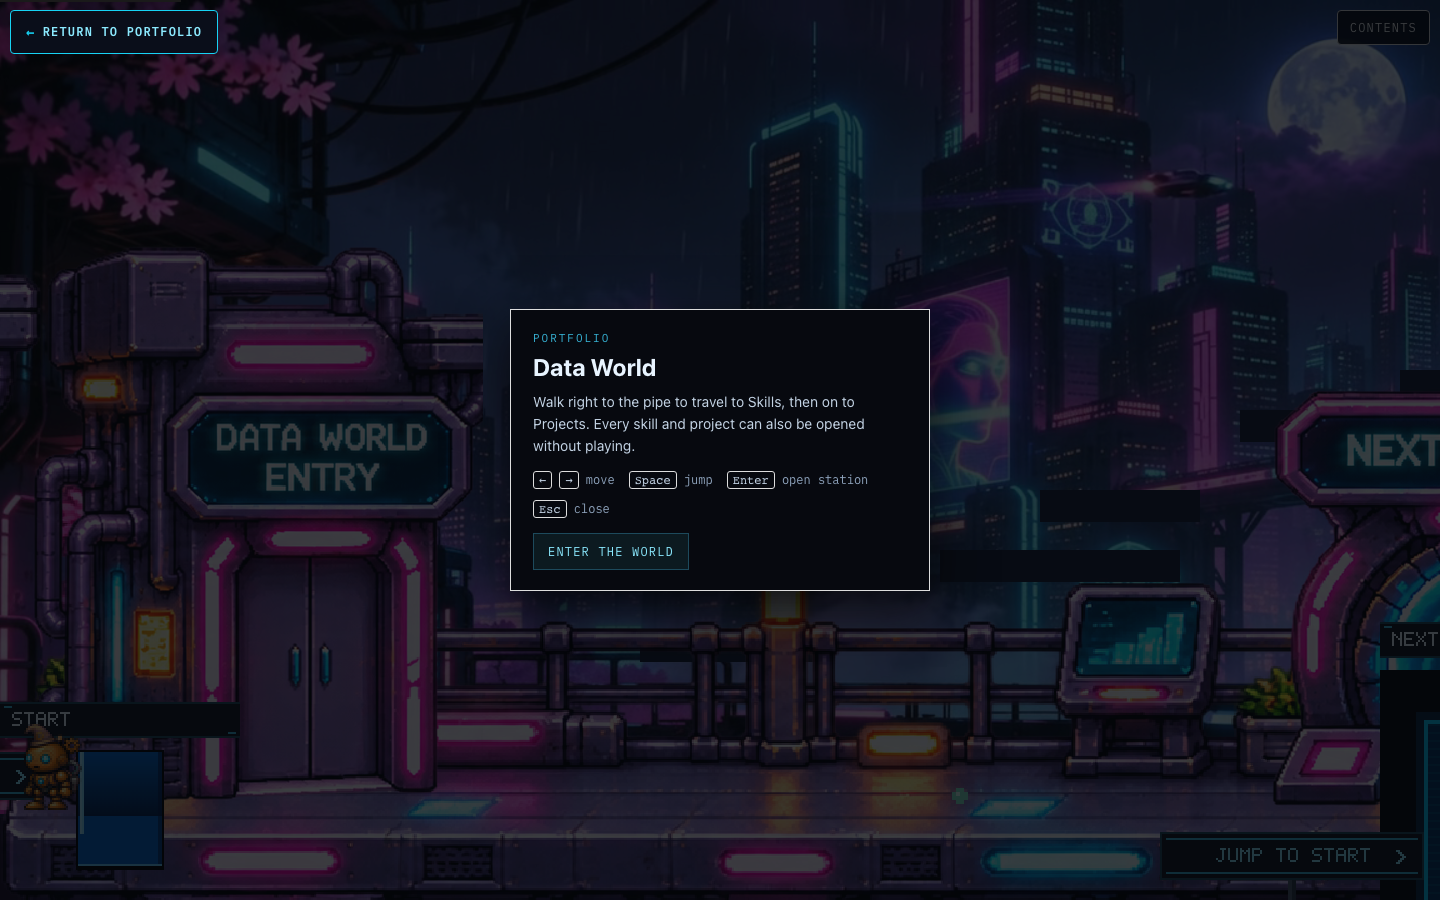 ← RETURN TO PORTFOLIO
CONTENTS
PORTFOLIO
Data World
Walk right to the pipe to travel to Skills, then on to
Projects. Every skill and project can also be opened
without playing.
← → move Space jump Enter open station
Esc close
ENTER THE WORLD
DATA WORLD
ENTRY
NEXT
NEXT
START
JUMP TO START